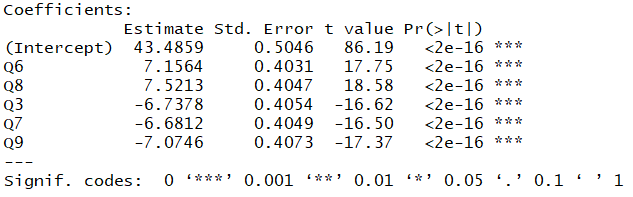 Coefficients:
            Estimate Std. Error t value Pr(>|t|)
(Intercept)  43.4859     0.5046   86.19   <2e-16 ***
Q6            7.1564     0.4031   17.75   <2e-16 ***
Q8            7.5213     0.4047   18.58   <2e-16 ***
Q3           -6.7378     0.4054  -16.62   <2e-16 ***
Q7           -6.6812     0.4049  -16.50   <2e-16 ***
Q9           -7.0746     0.4073  -17.37   <2e-16 ***
---
Signif. codes:  0 ‘***’ 0.001 ‘**’ 0.01 ‘*’ 0.05 ‘.’ 0.1 ‘ ’ 1